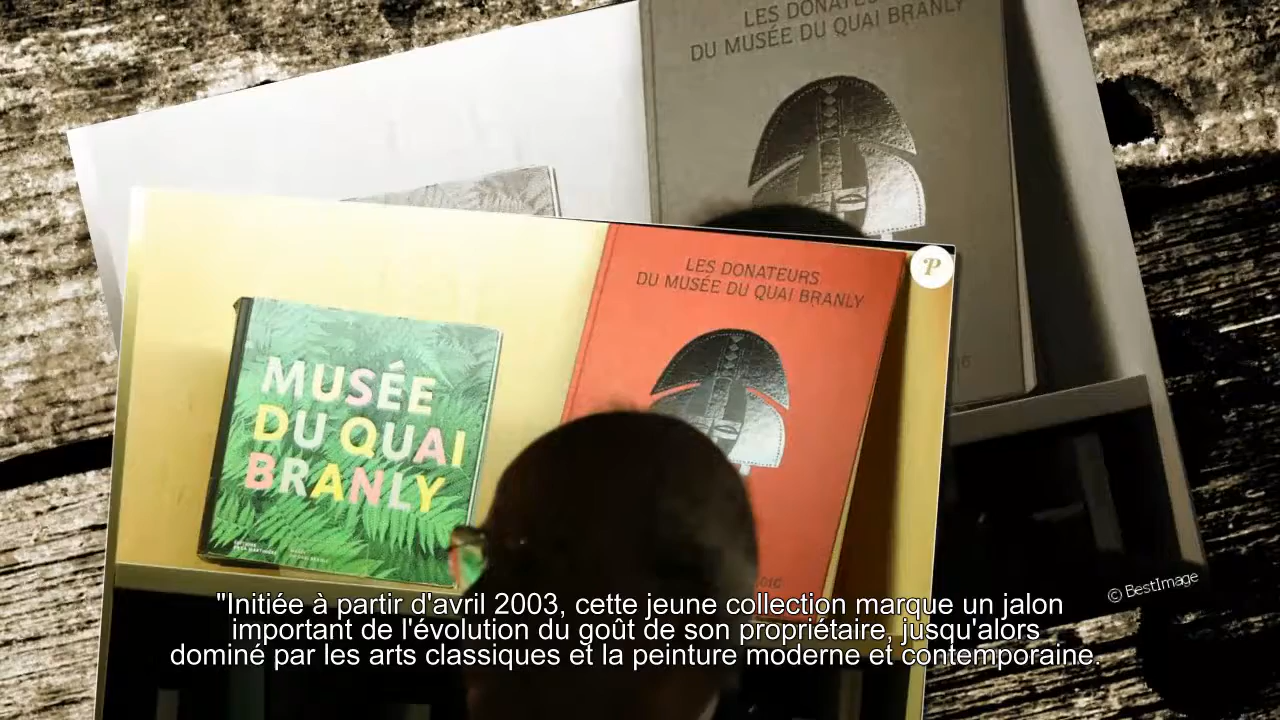 LES DONATEURS
DU MUSÉE DU QUAI BRANLY
LES DONATEURS
DU MUSÉE DU QUAI BRANLY
P
MUSÉE
DU QUAI
BRANLY
© BestImage
"Initiée à partir d'avril 2003, cette jeune collection marque un jalon
important de l'évolution du goût de son propriétaire, jusqu'alors
dominé par les arts classiques et la peinture moderne et contemporaine.